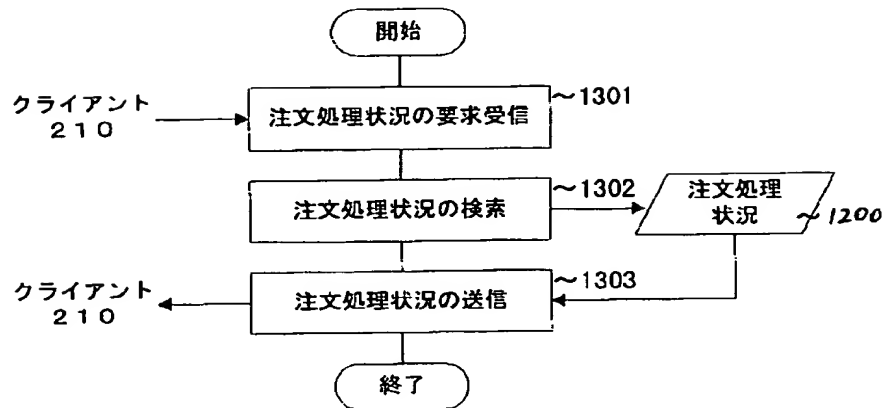 開始
クライアント
210
注文処理状況の要求受信
～1301
注文処理状況の検索
～1302
注文処理
状況
～1200
クライアント
210
注文処理状況の送信
～1303
終了